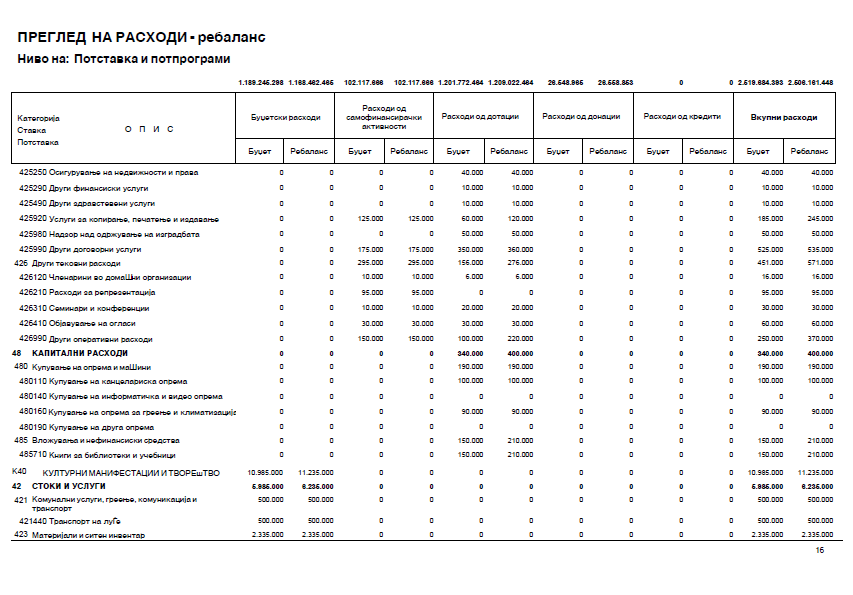 ПРЕГЛЕД НА РАСХОДИ - ребаланс
Ниво на: Потставка и потпрограми
1.189.245.298 1.168.462.465 102.117.666 102.117.666 1.201.772.464 1.209.022.464 26.548.965 26.558.853 0 0 2.519.684.393 2.506.161.448
Категорија
Ставка
Потставка
О П И С
Буџетски расходи
Расходи од
самофинансирачки
активности
Расходи од дотации
Расходи од донации
Расходи од кредити
Вкупни расходи
Буџет Ребаланс Буџет Ребаланс Буџет Ребаланс Буџет Ребаланс Буџет Ребаланс Буџет Ребаланс
425250 Осигурување на недвижности и права 0 0 0 0 40.000 40.000 0 0 0 0 40.000 40.000
425290 Други финансиски услуги 0 0 0 0 10.000 10.000 0 0 0 0 10.000 10.000
425490 Други здравствевени услуги 0 0 0 0 10.000 10.000 0 0 0 0 10.000 10.000
425920 Услуги за копирање, печатење и издавање 0 0 125.000 125.000 60.000 120.000 0 0 0 0 185.000 245.000
425980 Надзор над одржување на изградбата 0 0 0 0 50.000 50.000 0 0 0 0 50.000 50.000
425990 Други договорни услуги 0 0 175.000 175.000 350.000 360.000 0 0 0 0 525.000 535.000
426 Други тековни расходи 0 0 295.000 295.000 156.000 276.000 0 0 0 0 451.000 571.000
426120 Членарини во домаШни организации 0 0 10.000 10.000 6.000 6.000 0 0 0 0 16.000 16.000
426210 Расходи за репрезентација 0 0 95.000 95.000 0 0 0 0 0 0 95.000 95.000
426310 Семинари и конференции 0 0 10.000 10.000 20.000 20.000 0 0 0 0 30.000 30.000
426410 Објавување на огласи 0 0 30.000 30.000 30.000 30.000 0 0 0 0 60.000 60.000
426990 Други оперативни расходи 0 0 150.000 150.000 100.000 220.000 0 0 0 0 250.000 370.000
48 КАПИТАЛНИ РАСХОДИ 0 0 0 0 340.000 400.000 0 0 0 0 340.000 400.000
480 Купување на опрема и маШини 0 0 0 0 190.000 190.000 0 0 0 0 190.000 190.000
480110 Купување на канцелариска опрема 0 0 0 0 100.000 100.000 0 0 0 0 100.000 100.000
480140 Купување на информатичка и видео опрема 0 0 0 0 0 0 0 0 0 0 0 0
480160 Купување на опрема за греење и климатизација 0 0 0 0 90.000 90.000 0 0 0 0 90.000 90.000
480190 Купување на друга опрема 0 0 0 0 0 0 0 0 0 0 0 0
485 Вложувања и нефинансиски средства 0 0 0 0 150.000 210.000 0 0 0 0 150.000 210.000
485710 Книги за библиотеки и учебници 0 0 0 0 150.000 210.000 0 0 0 0 150.000 210.000
К40 КУЛТУРНИ МАНИФЕСТАЦИИ И ТВОРЕшТВО 10.985.000 11.235.000 0 0 0 0 0 0 0 0 10.985.000 11.235.000
42 СТОКИ И УСЛУГИ 5.985.000 6.235.000 0 0 0 0 0 0 0 0 5.985.000 6.235.000
421 Комунални услуги, греење, комуникација и 500.000 500.000 0 0 0 0 0 0 0 0 500.000 500.000
транспорт
421440 Транспорт на луЃе 500.000 500.000 0 0 0 0 0 0 0 0 500.000 500.000
423 Материјали и ситен инвентар 2.335.000 2.335.000 0 0 0 0 0 0 0 0 2.335.000 2.335.000
16